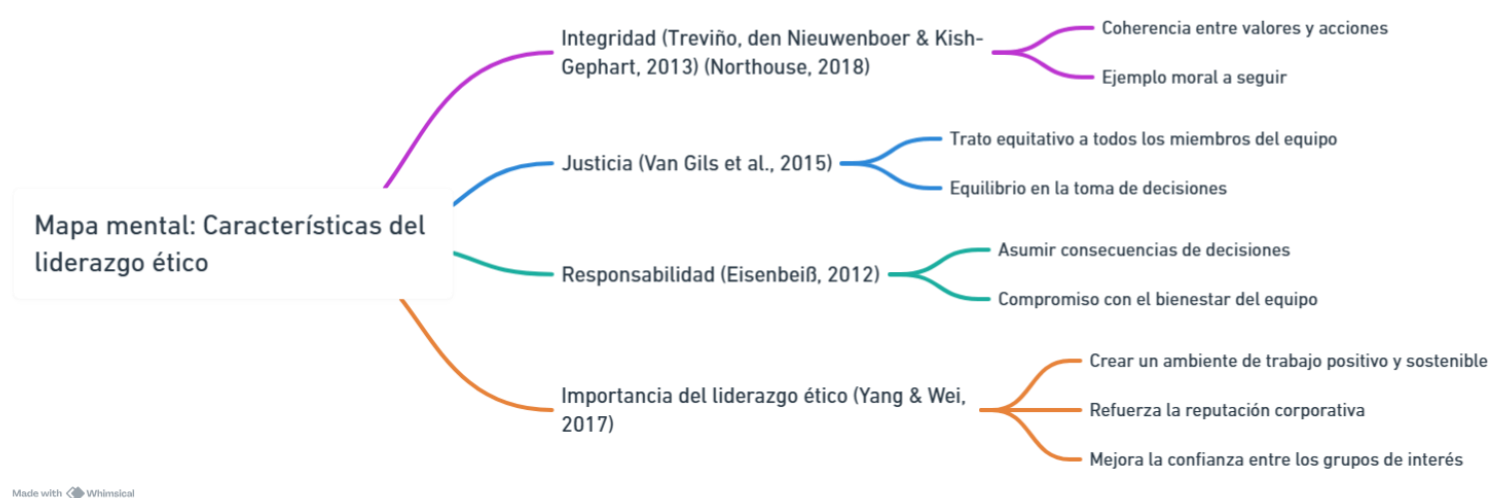 Mapa mental: Características del
liderazgo ético
Integridad (Treviño, den Nieuwenboer & Kish-
Gephart, 2013) (Northouse, 2018)
Coherencia entre valores y acciones
Ejemplo moral a seguir
Justicia (Van Gils et al., 2015)
Trato equitativo a todos los miembros del equipo
Equilibrio en la toma de decisiones
Responsabilidad (Eisenbeiß, 2012)
Asumir consecuencias de decisiones
Compromiso con el bienestar del equipo
Importancia del liderazgo ético (Yang & Wei,
2017)
Crear un ambiente de trabajo positivo y sostenible
Refuerza la reputación corporativa
Mejora la confianza entre los grupos de interés
Made with Whimsical